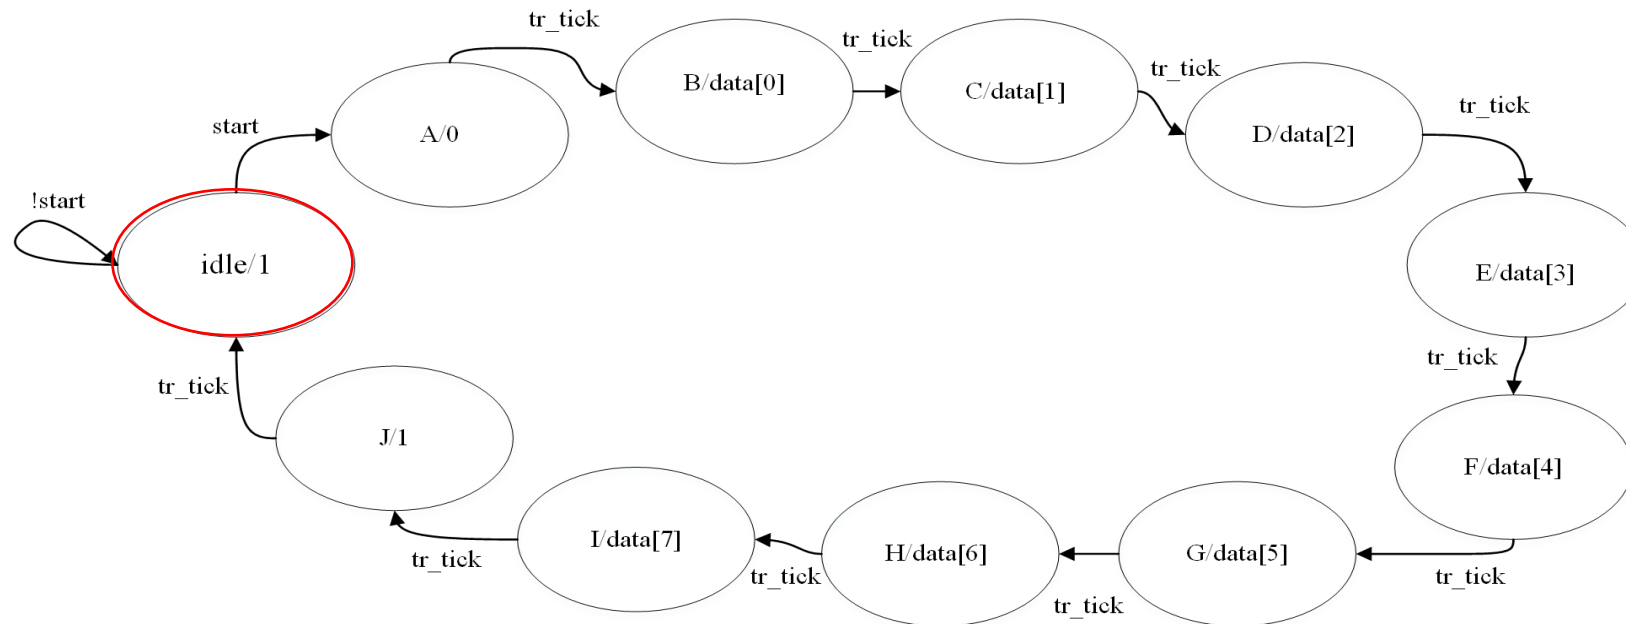 tr_tick
B/data[0]
tr_tick
C/data[1]
tr_tick
D/data[2]
tr_tick
start
A/0
!start
idle/1
E/data[3]
tr_tick
tr_tick
J/1
F/data[4]
I/data[7]
tr_tick
H/data[6]
tr_tick
G/data[5]
tr_tick
tr_tick